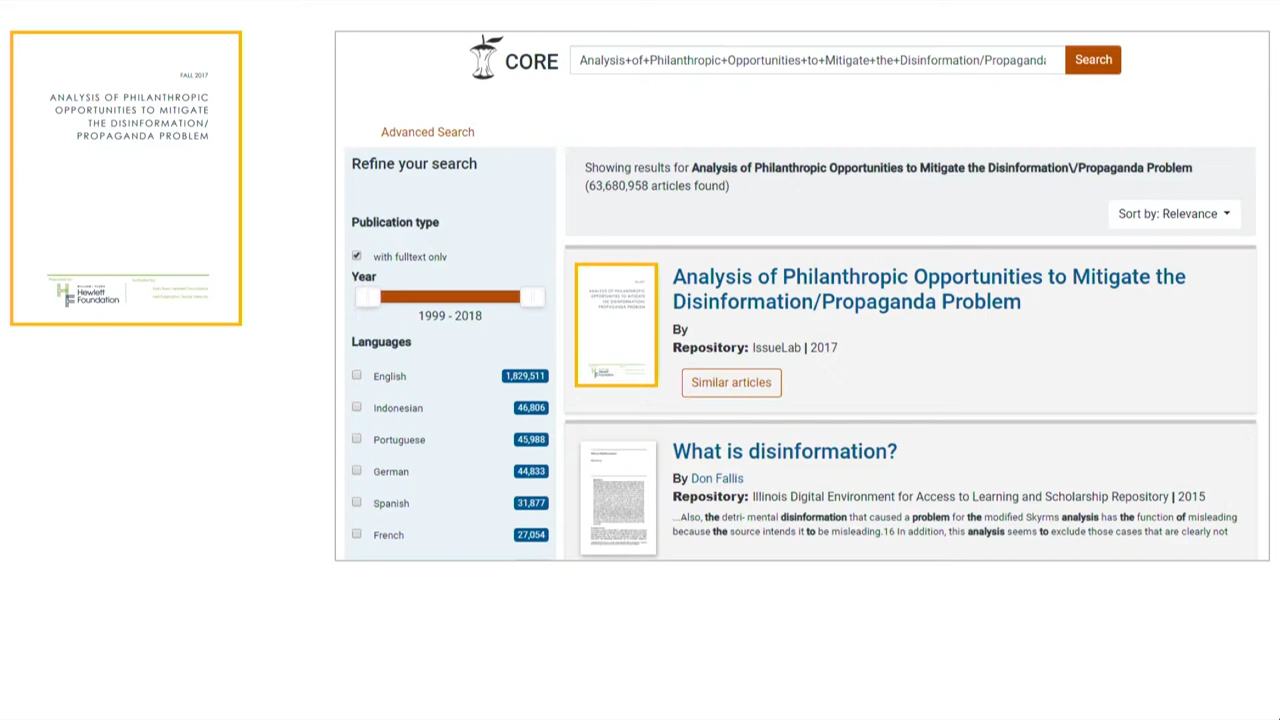 FALL 2017
ANALYSIS OF PHILANTHROPIC
OPPORTUNITIES TO MITIGATE
THE DISINFORMATION/
PROPAGANDA PROBLEM
Hewlett
Foundation
CORE
Analysis+of+Philanthropic+Opportunities+to+Mitigate+the+Disinformation/Propaganda
Search
Advanced Search
Refine your search
Publication type
with fulltext only
Year
1999 - 2018
Languages
English 1,829,511
Indonesian 46,806
Portuguese 45,988
German 44,833
Spanish 31,877
French 27,054
Showing results for Analysis of Philanthropic Opportunities to Mitigate the Disinformation\/Propaganda Problem
(63,680,958 articles found)
Sort by: Relevance
Analysis of Philanthropic Opportunities to Mitigate the
Disinformation/Propaganda Problem
By
Repository: IssueLab | 2017
Similar articles
What is disinformation?
By Don Fallis
Repository: Illinois Digital Environment for Access to Learning and Scholarship Repository | 2015
...Also, the detri- mental disinformation that caused a problem for the modified Skyrms analysis has the function of misleading
because the source intends it to be misleading.16 In addition, this analysis seems to exclude those cases that are clearly not